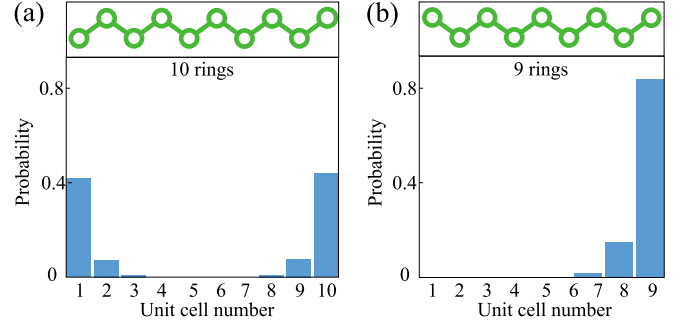 (a)
10 rings
0.8
0.4
0
Probability
1 2 3 4 5 6 7 8 9 10
Unit cell number
(b)
9 rings
0.8
0.4
0
Probability
1 2 3 4 5 6 7 8 9
Unit cell number